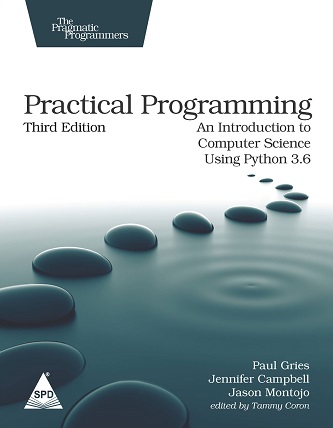 The
Pragmatic
Programmers
Practical Programming
Third Edition
An Introduction to
Computer Science
Using Python 3.6
Paul Gries
Jennifer Campbell
Jason Montojo
edited by Tammy Coron
SPD